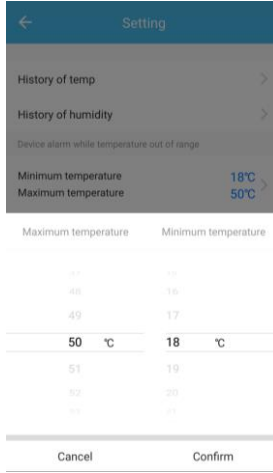 Setting
History of temp
History of humidity
Device alarm while temperature out of range
Minimum temperature 18℃
Maximum temperature 50℃
Maximum temperature Minimum temperature
48 16
49 17
50 ℃ 18 ℃
51 19
52 20
Cancel Confirm